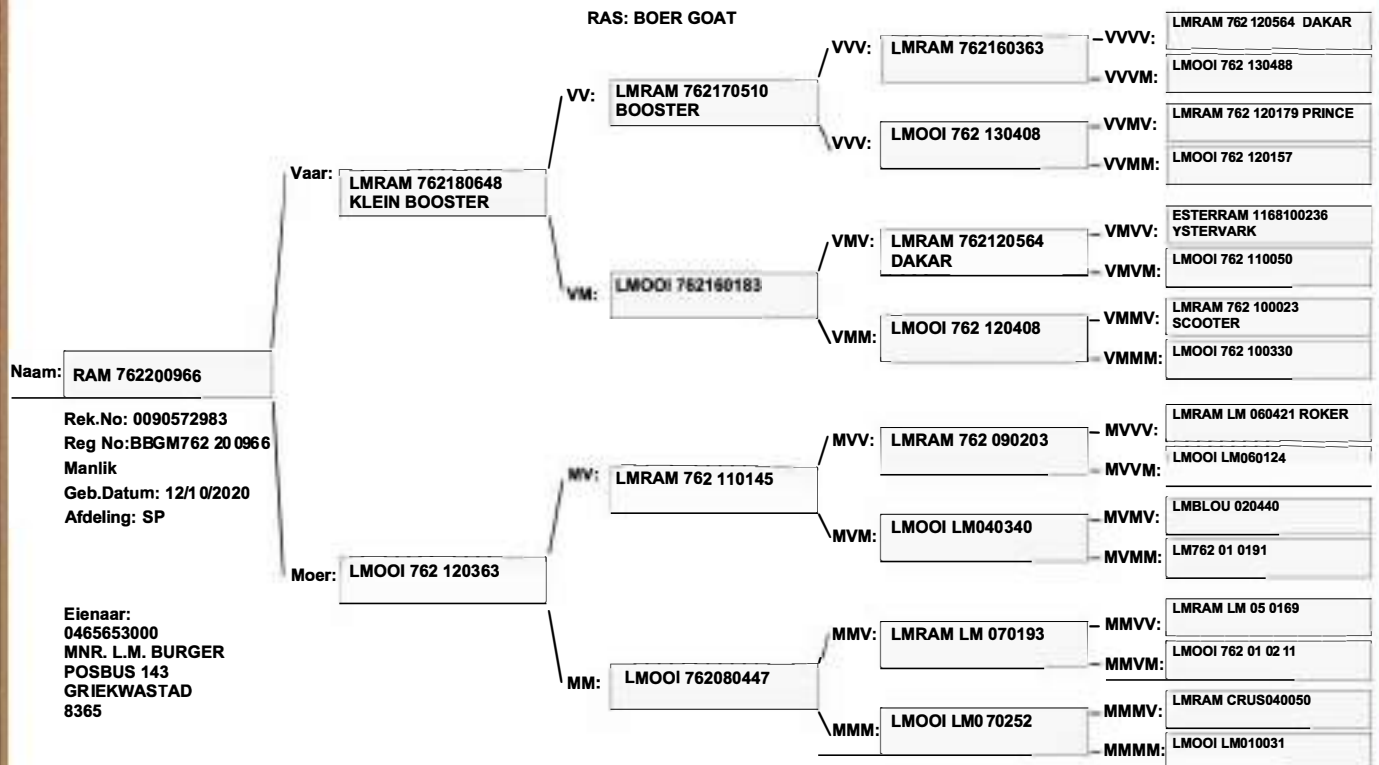 RAS: BOER GOAT
Naam: RAM 762200966
Rek.No: 0090572983
Reg No:BBGM762 200966
Manlik
Geb.Datum: 12/10/2020
Afdeling: SP
Eienaar:
0465653000
MNR. L.M. BURGER
POSBUS 143
GRIEKWASTAD
8365
Vaar: LMRAM 762180648
KLEIN BOOSTER
Moer: LMOOI 762 120363
VV: LMRAM 762170510
BOOSTER
VM: LMOOI 762160183
MV: LMRAM 762 110145
MM: LMOOI 762080447
VVV: LMRAM 762160363
VVV: LMOOI 762 130408
VMV: LMRAM 762120564
DAKAR
VMM: LMOOI 762 120408
MVV: LMRAM 762 090203
MVM: LMOOI LM040340
MMV: LMRAM LM 070193
MMM: LMOOI LM0 70252
VVVV: LMRAM 762 120564 DAKAR
VVVM: LMOOI 762 130488
VVMV: LMRAM 762 120179 PRINCE
VVMM: LMOOI 762 120157
VMVV: ESTERRAM 1168100236
YSTERVARK
VMVM: LMOOI 762 110050
VMMV: LMRAM 762 100023
SCOOTER
VMMM: LMOOI 762 100330
MVVV: LMRAM LM 060421 ROKER
MVVM: LMOOI LM060124
MVMV: LMBLOU 020440
MVMM: LM762 01 0191
MMVV: LMRAM LM 05 0169
MMVM: LMOOI 762 01 02 11
MMMV: LMRAM CRUS040050
MMMM: LMOOI LM010031